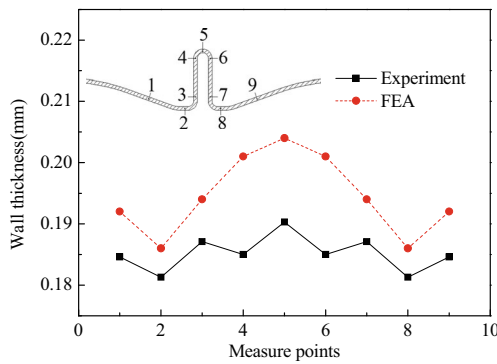 0.22
0.21
0.20
0.19
0.18
Wall thickness(mm)
5
4 6
1 9
3 7
2 8
Experiment
FEA
0 2 4 6 8 10
Measure points